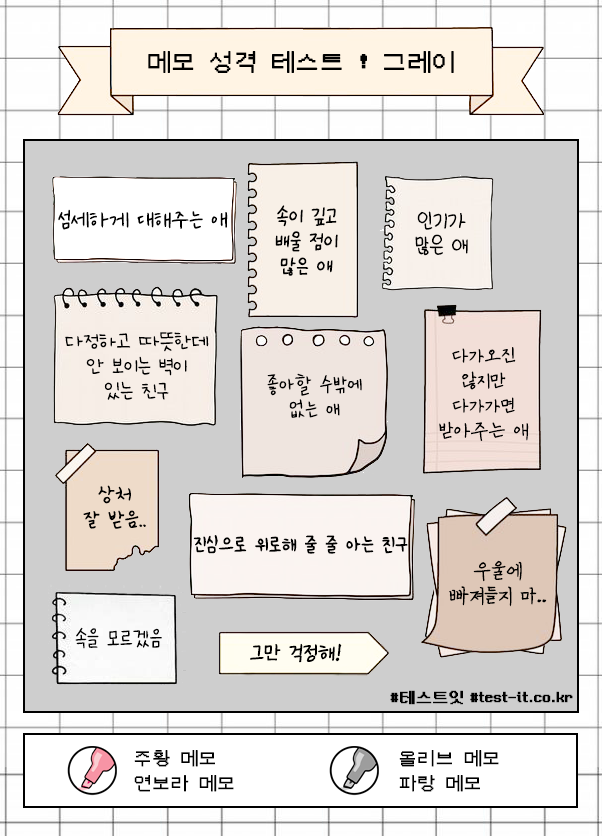 메모 성격 테스트 ! 그레이
섬세하게 대해주는 애
속이 깊고
배울 점이
많은 애
인기가
많은 애
다정하고 따뜻한데
안 보이는 벽이
있는 친구
좋아할 수밖에
없는 애
다가오진
않지만
다가가면
받아주는 애
상처
잘 받음..
진심으로 위로해 줄 줄 아는 친구
우울에
빠져들지 마..
속을 모르겠음
그만 걱정해!
#테스트잇 #test-it.co.kr
주황 메모
연보라 메모
올리브 메모
파랑 메모